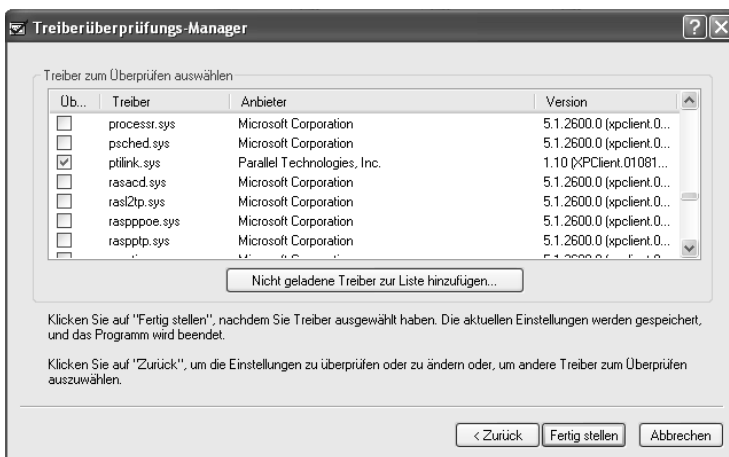 Treiberüberprüfungs-Manager
Treiber zum Überprüfen auswählen
Üb... Treiber Anbieter Version
processr.sys Microsoft Corporation 5.1.2600.0 (xpclient.0...
psched.sys Microsoft Corporation 5.1.2600.0 (xpclient.0...
ptilink.sys Parallel Technologies, Inc. 1.10 (XPClient.01081...
rasacd.sys Microsoft Corporation 5.1.2600.0 (xpclient.0...
rasl2tp.sys Microsoft Corporation 5.1.2600.0 (xpclient.0...
raspppoe.sys Microsoft Corporation 5.1.2600.0 (xpclient.0...
raspptp.sys Microsoft Corporation 5.1.2600.0 (xpclient.0...
Nicht geladene Treiber zur Liste hinzufügen...
Klicken Sie auf "Fertig stellen", nachdem Sie Treiber ausgewählt haben. Die aktuellen Einstellungen werden gespeichert,
und das Programm wird beendet.
Klicken Sie auf "Zurück", um die Einstellungen zu überprüfen oder zu ändern oder, um andere Treiber zum Überprüfen
auszuwählen.
< Zurück Fertig stellen Abbrechen